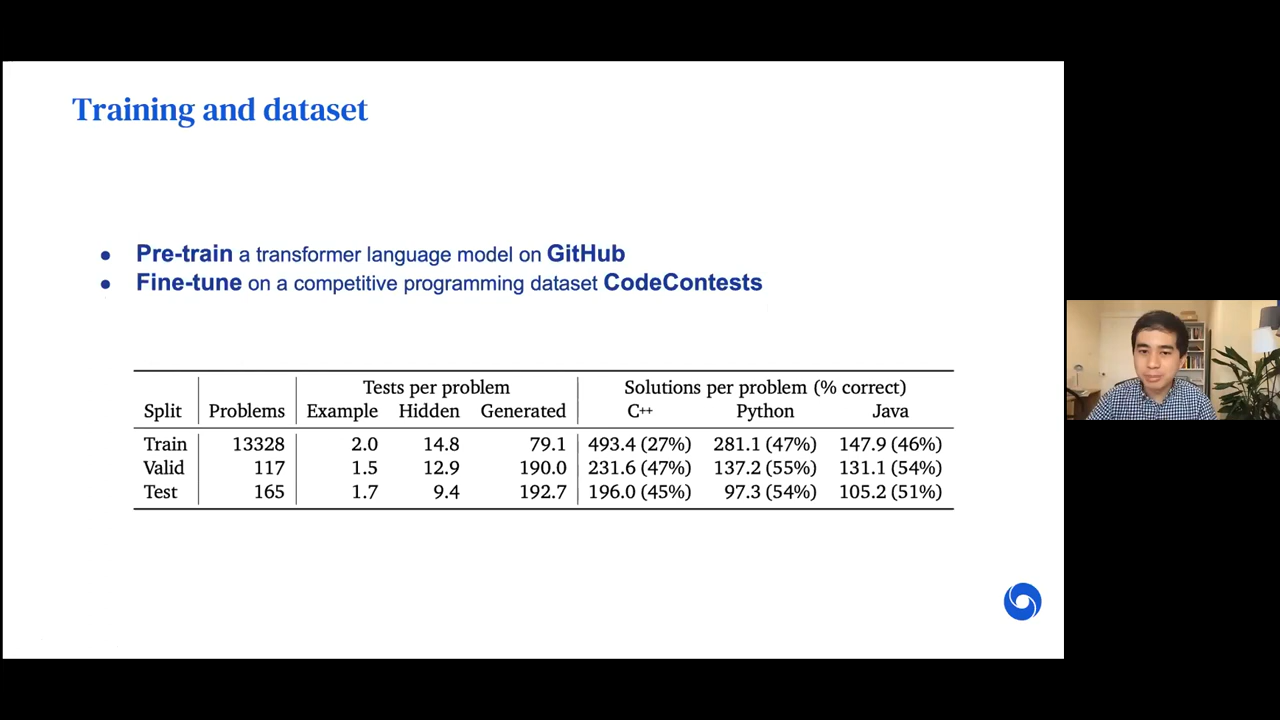 Training and dataset
● Pre-train a transformer language model on GitHub
● Fine-tune on a competitive programming dataset CodeContests
Tests per problem Solutions per problem (% correct)
Split Problems Example Hidden Generated C++ Python Java
Train 13328 2.0 14.8 79.1 493.4 (27%) 281.1 (47%) 147.9 (46%)
Valid 117 1.5 12.9 190.0 231.6 (47%) 137.2 (55%) 131.1 (54%)
Test 165 1.7 9.4 192.7 196.0 (45%) 97.3 (54%) 105.2 (51%)